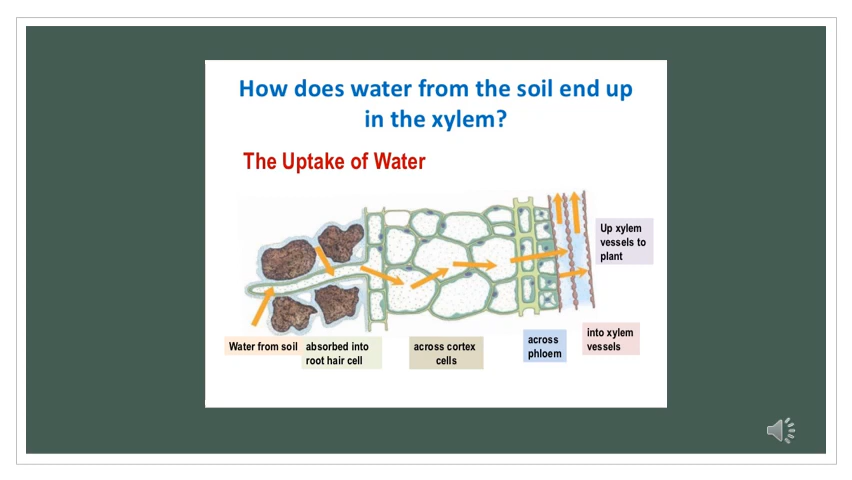 How does water from the soil end up
in the xylem?
The Uptake of Water
Up xylem
vessels to
plant
Water from soil
absorbed into
root hair cell
across cortex
cells
across
phloem
into xylem
vessels